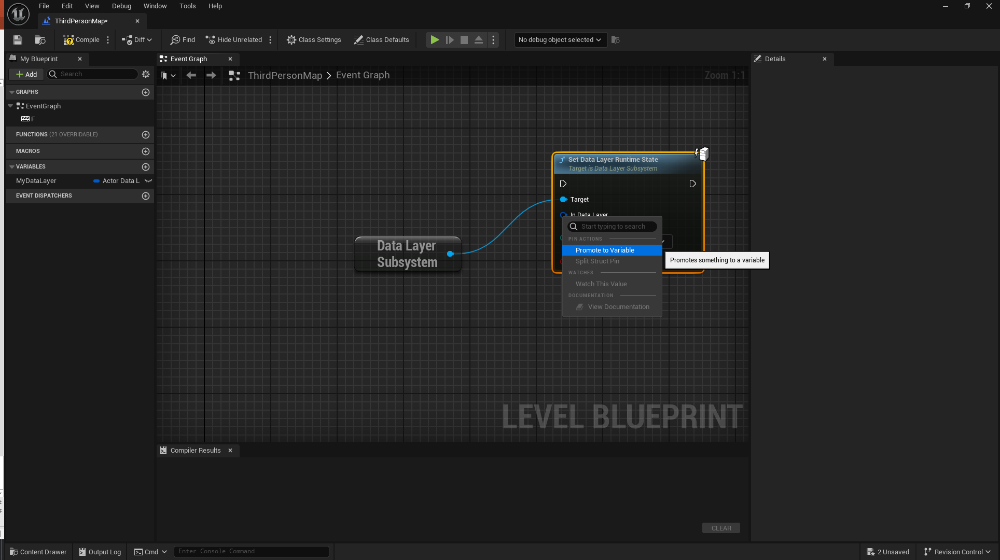 File Edit View Debug Window Tools Help
ThirdPersonMap*
Compile Diff Find Hide Unrelated Class Settings Class Defaults No debug object selected
My Blueprint
Event Graph
Details
Add Search
ThirdPersonMap > Event Graph
Zoom 1:1
GRAPHS
EventGraph
F
FUNCTIONS (21 OVERRIDABLE)
MACROS
VARIABLES
MyDataLayer Actor Data L
EVENT DISPATCHERS
Set Data Layer Runtime State
Target is Data Layer Subsystem
Target
In Data Layer
Data Layer
Subsystem
Start typing to search
PIN ACTIONS
Promote to Variable
Split Struct Pin
WATCHES
Watch This Value
DOCUMENTATION
View Documentation
Promotes something to a variable
LEVEL BLUEPRINT
Compiler Results
CLEAR
Content Drawer Output Log Cmd Enter Console Command 2 Unsaved Revision Control